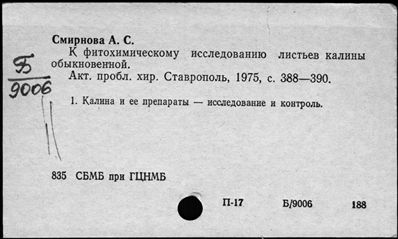 Смирнова А. С.
К фитохимическому исследованию листьев калины
обыкновенной.
Акт. пробл. хир. Ставрополь, 1975, с. 388—390.
Б
9006
1. Калина и ее препараты — исследование и контроль.
835 СБМБ при ГЦНМБ
П-17 Б/9006 188